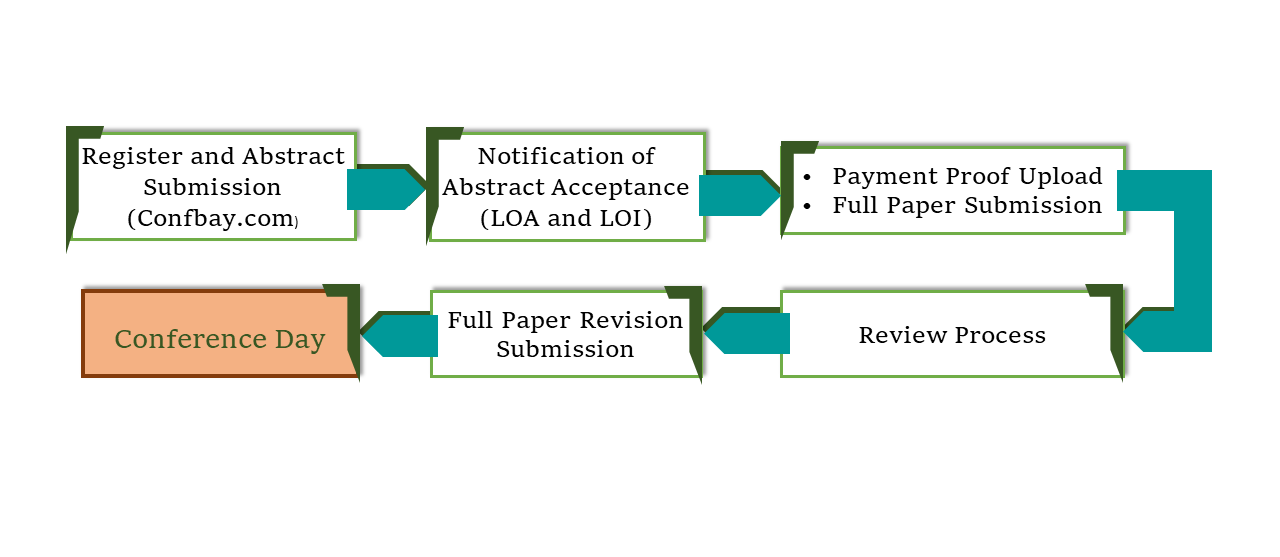 Register and Abstract
Submission
(Confbay.com)
Notification of
Abstract Acceptance
(LOA and LOI)
• Payment Proof Upload
• Full Paper Submission
Review Process
Full Paper Revision
Submission
Conference Day